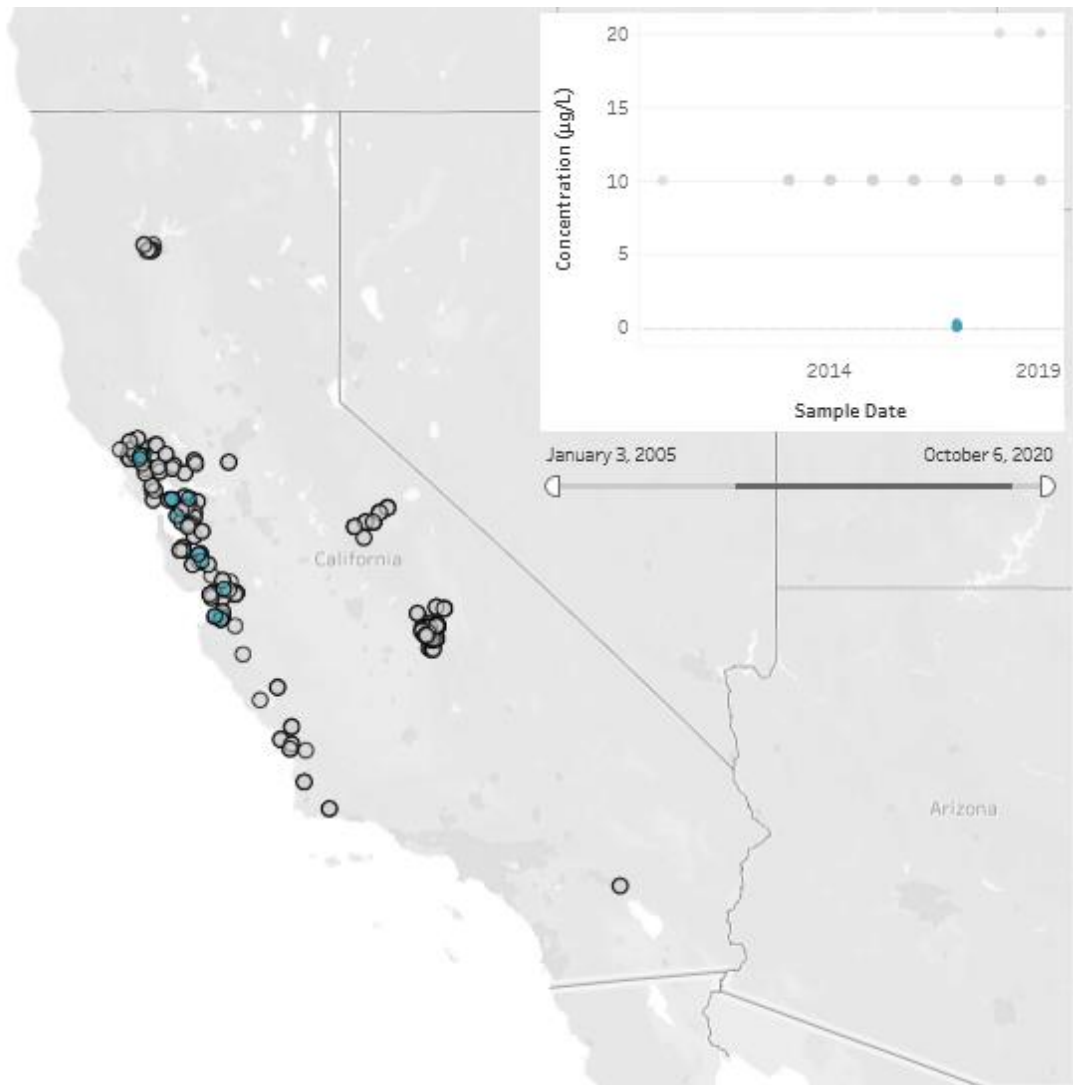 20
15
10
5
0
Concentration (µg/L)
2014
2019
Sample Date
January 3, 2005
October 6, 2020
California
Arizona